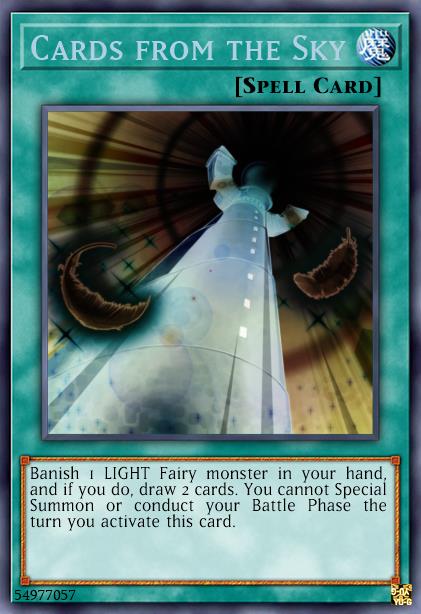 Cards from the Sky 魔
[Spell Card]
Banish 1 LIGHT Fairy monster in your hand,
and if you do, draw 2 cards. You cannot Special
Summon or conduct your Battle Phase the
turn you activate this card.
54977057